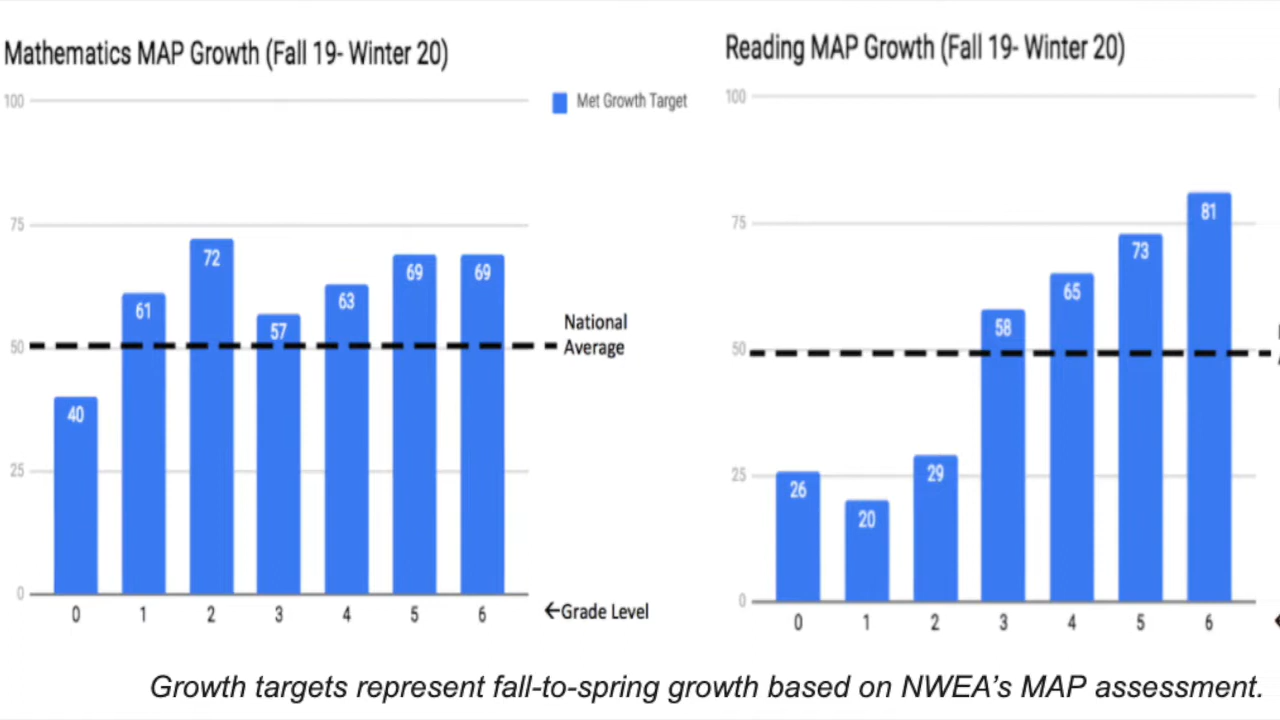 Mathematics MAP Growth (Fall 19- Winter 20)
100
Met Growth Target
75
72
69
69
63
61
57
National
50
Average
40
25
0
0 1 2 3 4 5 6
←Grade Level
Reading MAP Growth (Fall 19- Winter 20)
100
81
75
73
65
58
50
29
25
26
20
0
0 1 2 3 4 5 6
Growth targets represent fall-to-spring growth based on NWEA's MAP assessment.